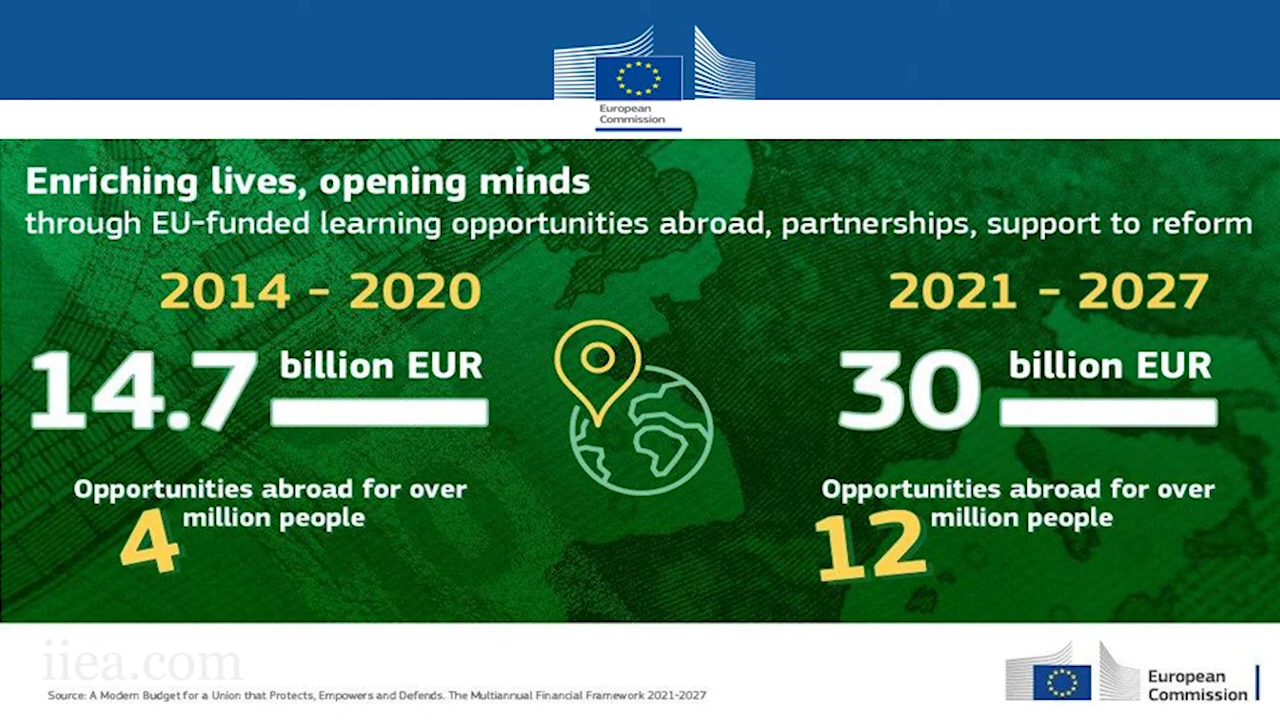 European
Commission
Enriching lives, opening minds
through EU-funded learning opportunities abroad, partnerships, support to reform
2014 - 2020
14.7 billion EUR
Opportunities abroad for over
4 million people
2021 - 2027
30 billion EUR
Opportunities abroad for over
12 million people
iiea.com
Source: A Modern Budget for a Union that Protects, Empowers and Defends. The Multiannual Financial Framework 2021-2027
European
Commission